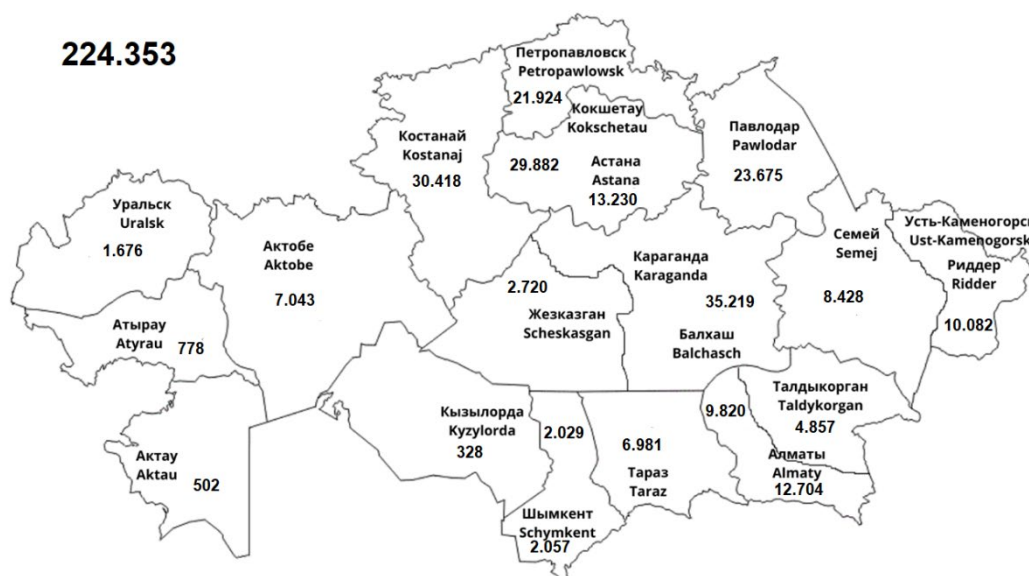 224.353
Петропавловск
Petropawlowsk
21.924
Кокшетау
Kokschetau
Костанай
Kostanaj
30.418
29.882
Астана
Astana
13.230
Павлодар
Pawlodar
23.675
Уральск
Uralsk
1.676
Актобе
Aktobe
7.043
Караганда
Karaganda
35.219
Балхаш
Balchasch
Семей
Semej
8.428
Усть-Каменогорск
Ust-Kamenogorsk
Риддер
Ridder
10.082
2.720
Жезказган
Scheskasgan
Атырау
Atyrau
778
Актау
Aktau
502
Кызылорда
Kyzylorda
328
2.029
Шымкент
Schymkent
2.057
6.981
Тараз
Taraz
9.820
Талдыкорган
Taldykorgan
4.857
Алматы
Almaty
12.704